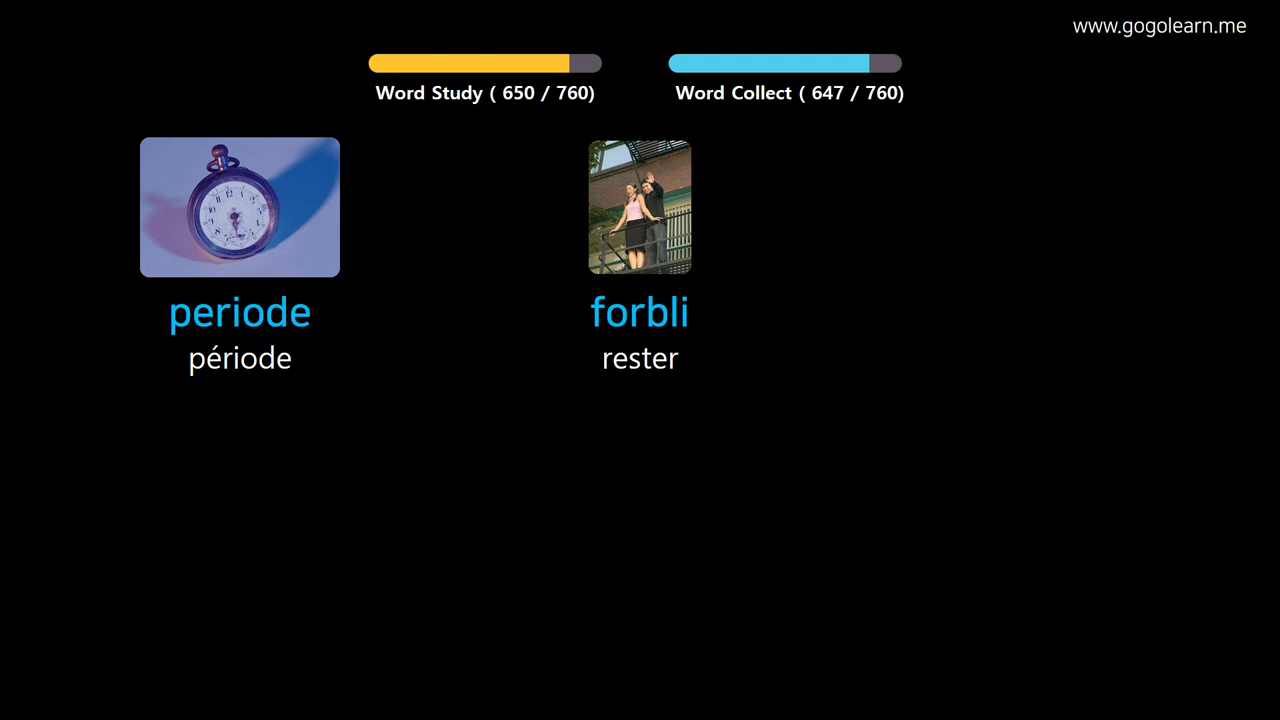 www.gogolearn.me
Word Study ( 650 / 760)
Word Collect ( 647 / 760)
periode
période
forbli
rester